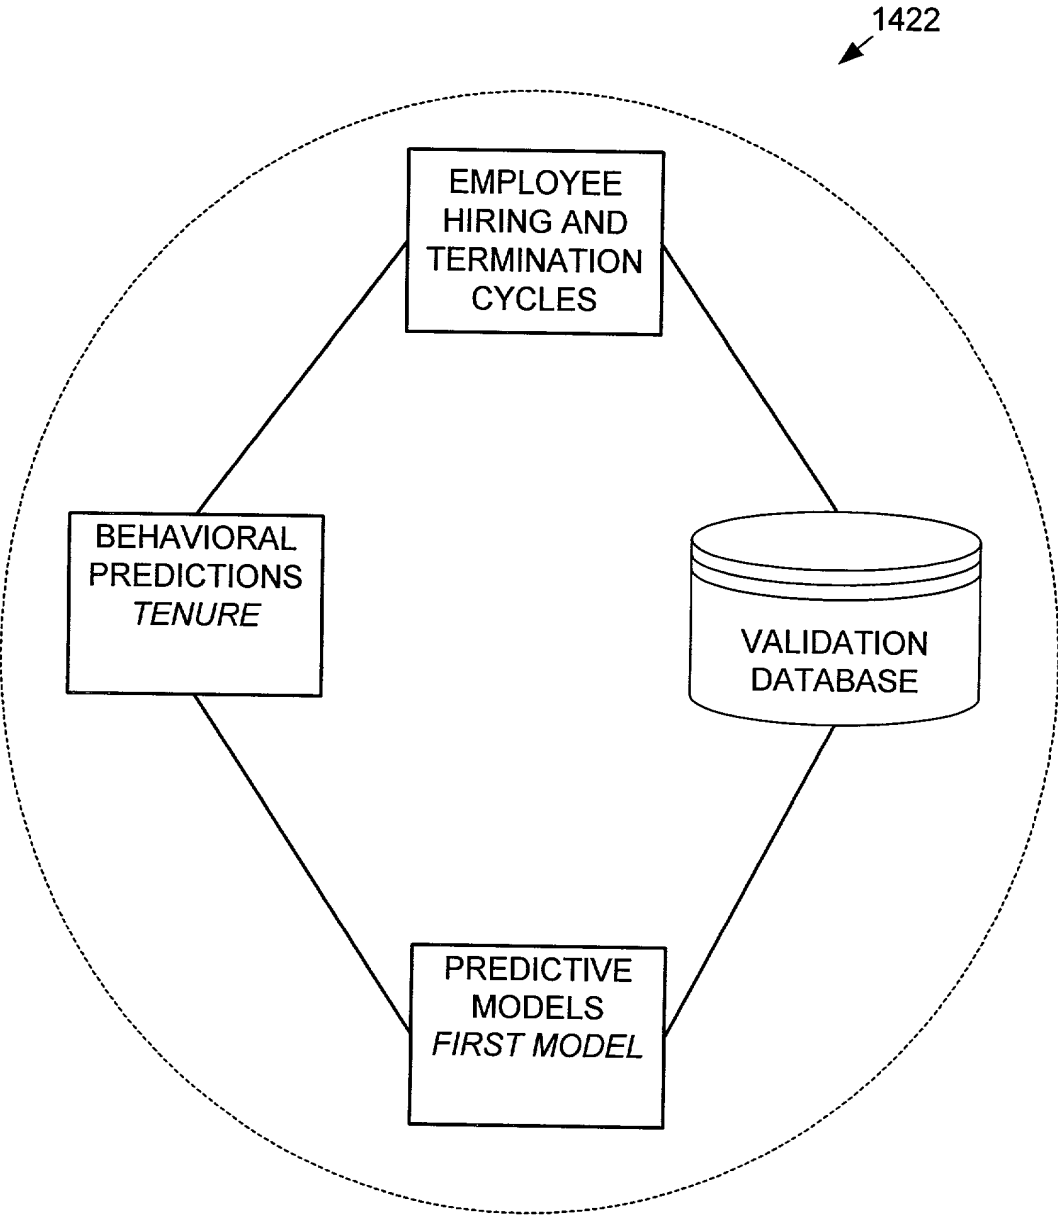 1422
EMPLOYEE
HIRING AND
TERMINATION
CYCLES
BEHAVIORAL
PREDICTIONS
TENURE
VALIDATION
DATABASE
PREDICTIVE
MODELS
FIRST MODEL